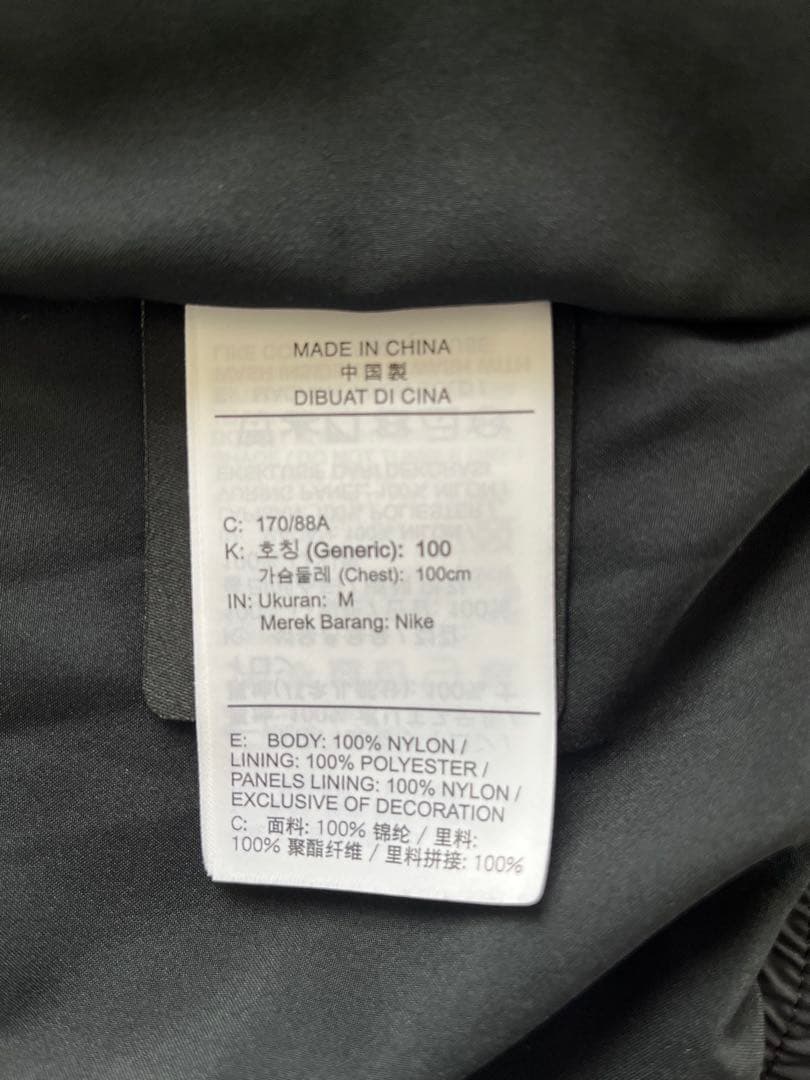 MADE IN CHINA
中国製
DIBUAT DI CINA
C: 170/88A
K: 호칭 (Generic): 100
가슴둘레 (Chest): 100cm
IN: Ukuran: M
Merek Barang: Nike
E: BODY: 100% NYLON /
LINING: 100% POLYESTER /
PANELS LINING: 100% NYLON /
EXCLUSIVE OF DECORATION
C: 面料: 100% 锦纶 / 里料:
100% 聚酯纤维 / 里料拼接: 100%